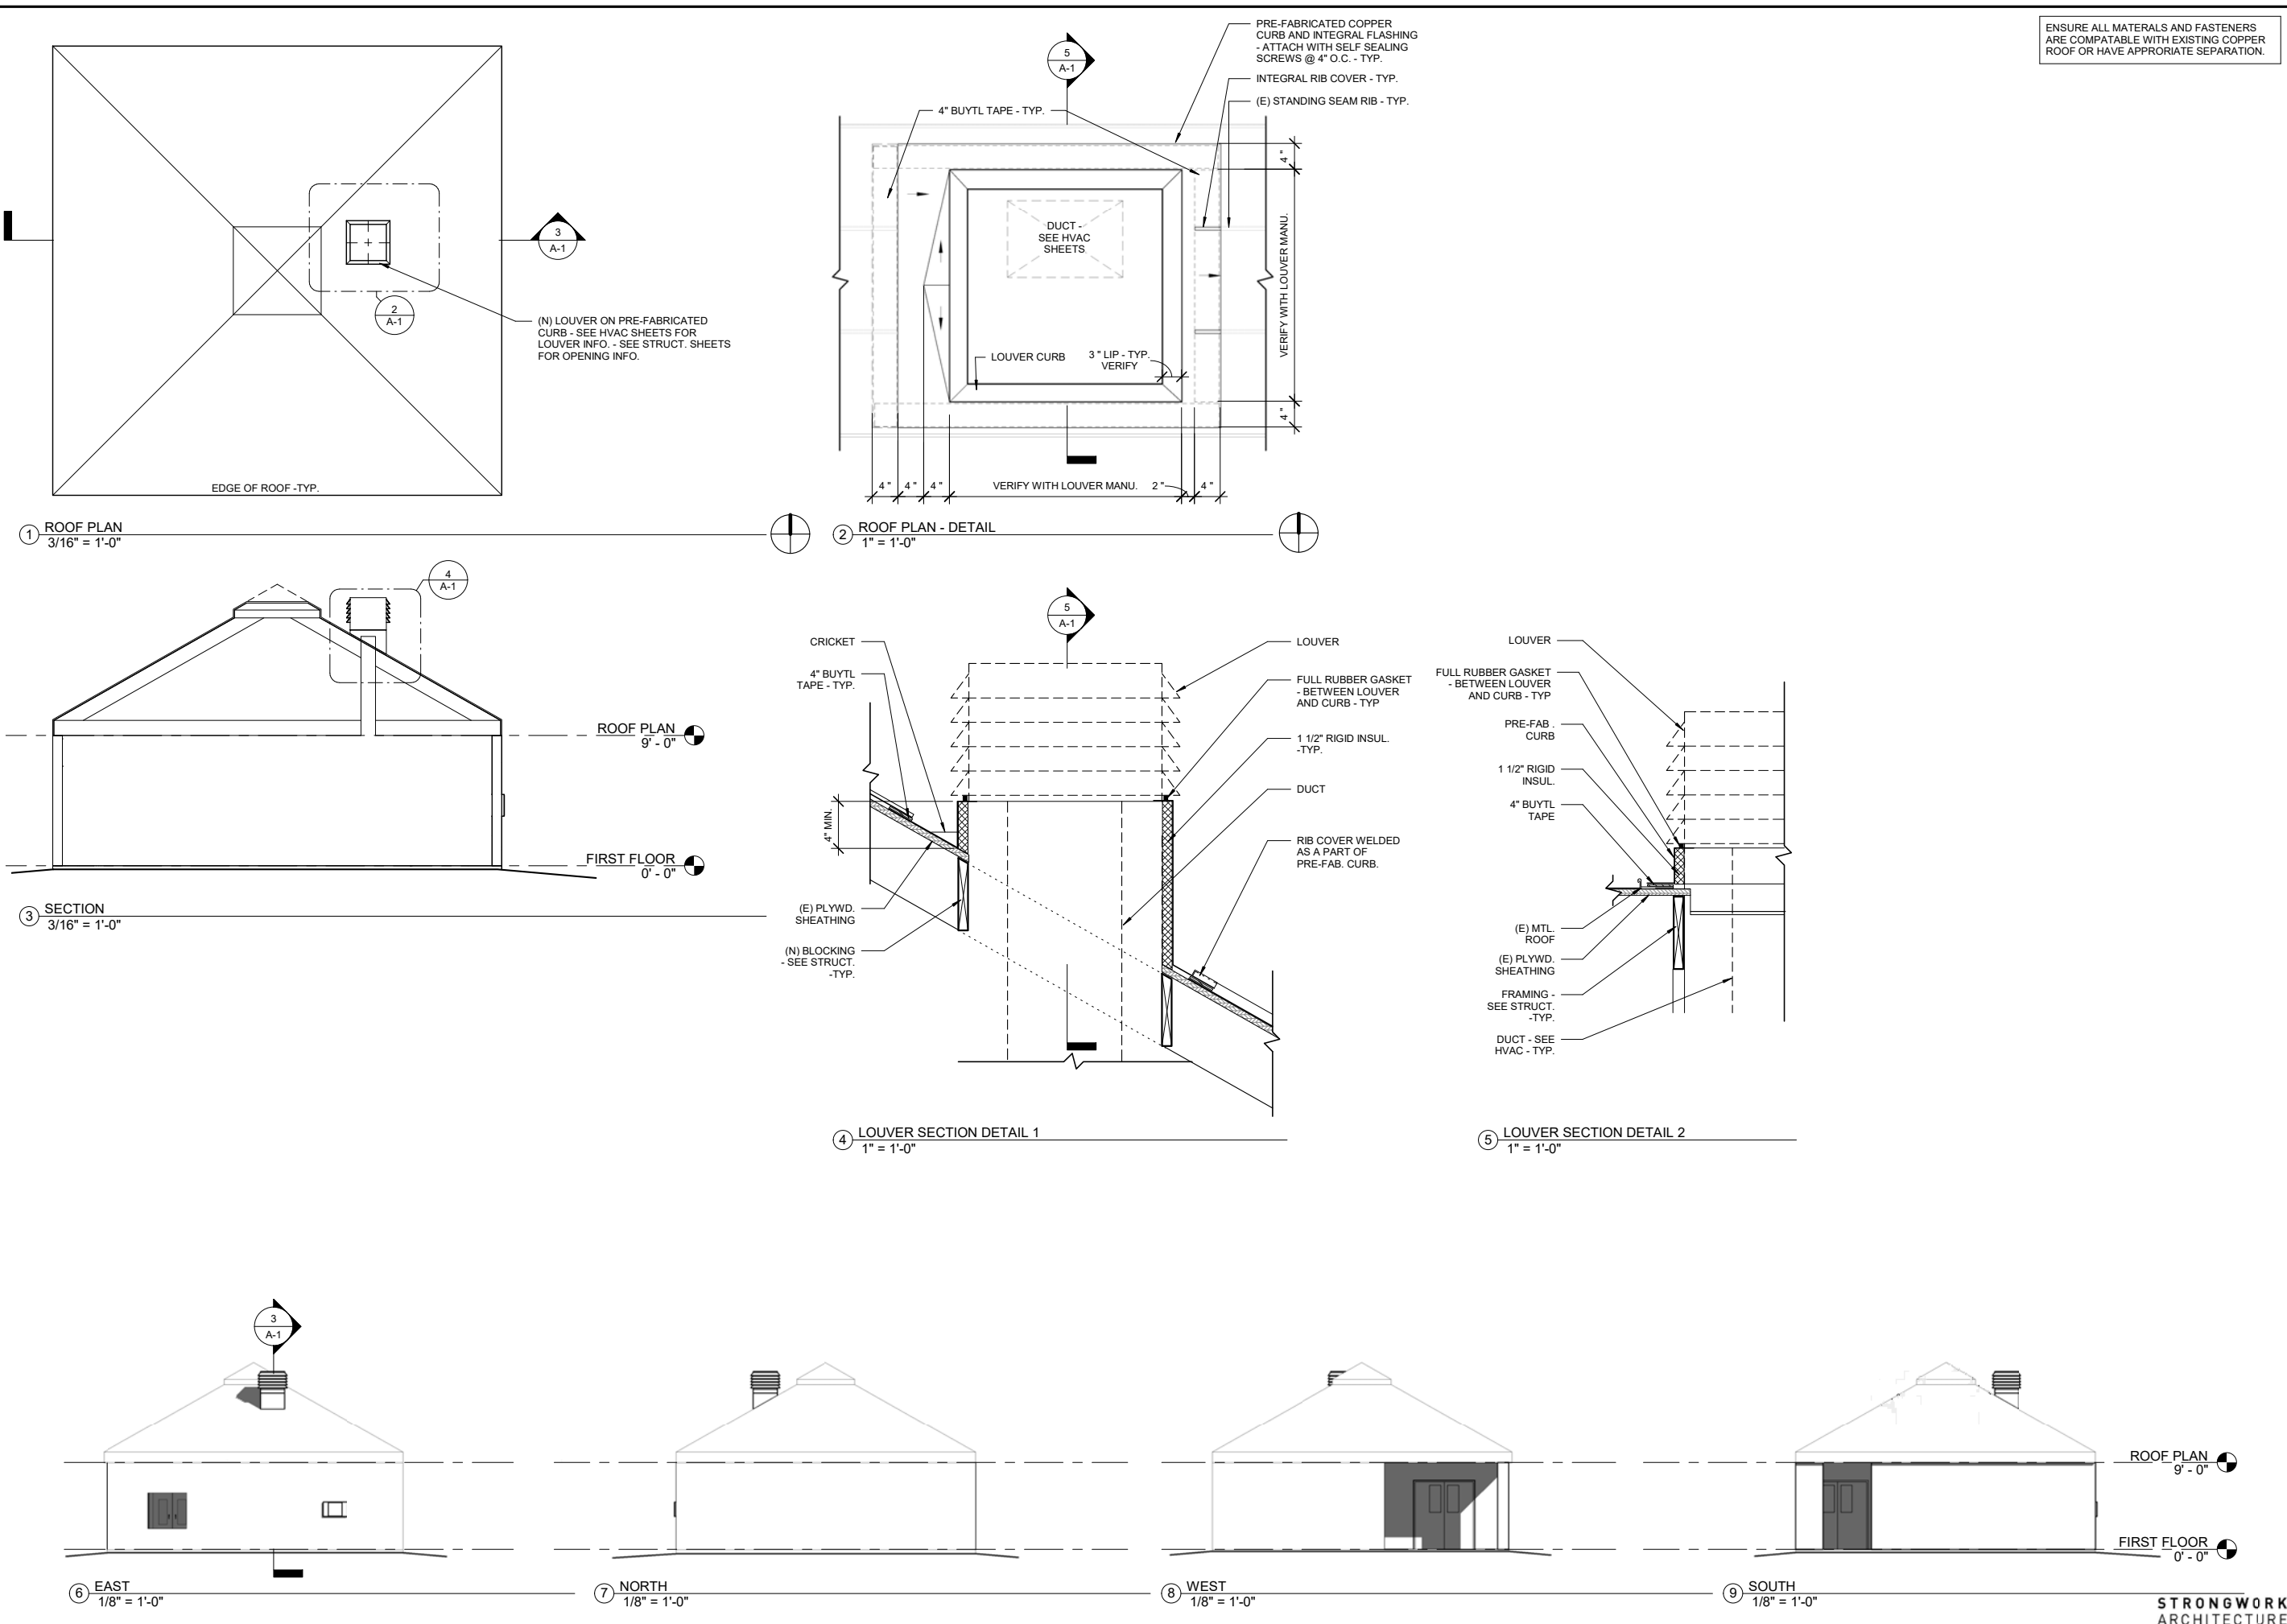 ENSURE ALL MATERALS AND FASTENERS
ARE COMPATABLE WITH EXISTING COPPER
ROOF OR HAVE APPRORIATE SEPARATION.
3
A-1
2
A-1
(N) LOUVER ON PRE-FABRICATED
CURB - SEE HVAC SHEETS FOR
LOUVER INFO. - SEE STRUCT. SHEETS
FOR OPENING INFO.
EDGE OF ROOF -TYP.
1 ROOF PLAN
3/16" = 1'-0"
5
A-1
PRE-FABRICATED COPPER
CURB AND INTEGRAL FLASHING
- ATTACH WITH SELF SEALING
SCREWS @ 4" O.C. - TYP.
INTEGRAL RIB COVER - TYP.
(E) STANDING SEAM RIB - TYP.
4" BUYTL TAPE - TYP.
DUCT -
SEE HVAC
SHEETS
LOUVER CURB
3 " LIP - TYP.
VERIFY
4 "
VERIFY WITH LOUVER MANU.
4 "
4 "
4 "
4 "
VERIFY WITH LOUVER MANU.
2 "
4 "
2 ROOF PLAN - DETAIL
1" = 1'-0"
4
A-1
ROOF PLAN
9' - 0"
FIRST FLOOR
0' - 0"
3 SECTION
3/16" = 1'-0"
5
A-1
CRICKET
4" BUYTL
TAPE - TYP.
4" MIN.
(E) PLYWD.
SHEATHING
(N) BLOCKING
- SEE STRUCT.
-TYP.
LOUVER
FULL RUBBER GASKET
- BETWEEN LOUVER
AND CURB - TYP
1 1/2" RIGID INSUL.
-TYP.
DUCT
RIB COVER WELDED
AS A PART OF
PRE-FAB. CURB.
4 LOUVER SECTION DETAIL 1
1" = 1'-0"
LOUVER
FULL RUBBER GASKET
- BETWEEN LOUVER
AND CURB - TYP
PRE-FAB .
CURB
1 1/2" RIGID
INSUL.
4" BUYTL
TAPE
(E) MTL.
ROOF
(E) PLYWD.
SHEATHING
FRAMING -
SEE STRUCT.
-TYP.
DUCT - SEE
HVAC - TYP.
5 LOUVER SECTION DETAIL 2
1" = 1'-0"
3
A-1
6 EAST
1/8" = 1'-0"
7 NORTH
1/8" = 1'-0"
8 WEST
1/8" = 1'-0"
ROOF PLAN
9' - 0"
FIRST FLOOR
0' - 0"
9 SOUTH
1/8" = 1'-0"
STRONGWORK
ARCHITECTURE